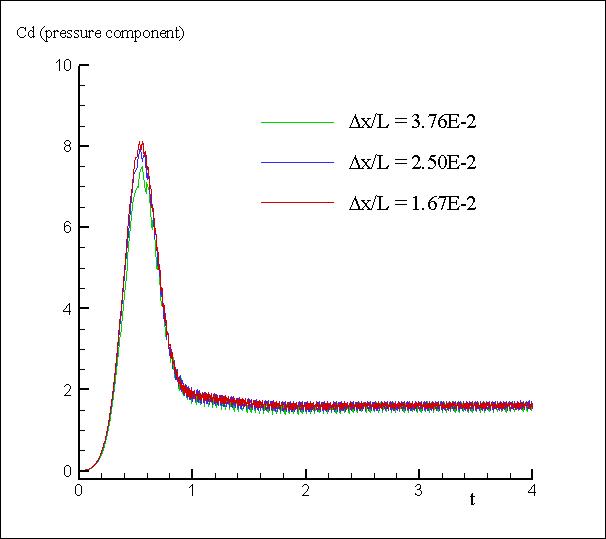 Cd (pressure component)
10
Δx/L = 3.76E-2
8
Δx/L = 2.50E-2
Δx/L = 1.67E-2
6
4
2
0
0 1 2 3 4
t